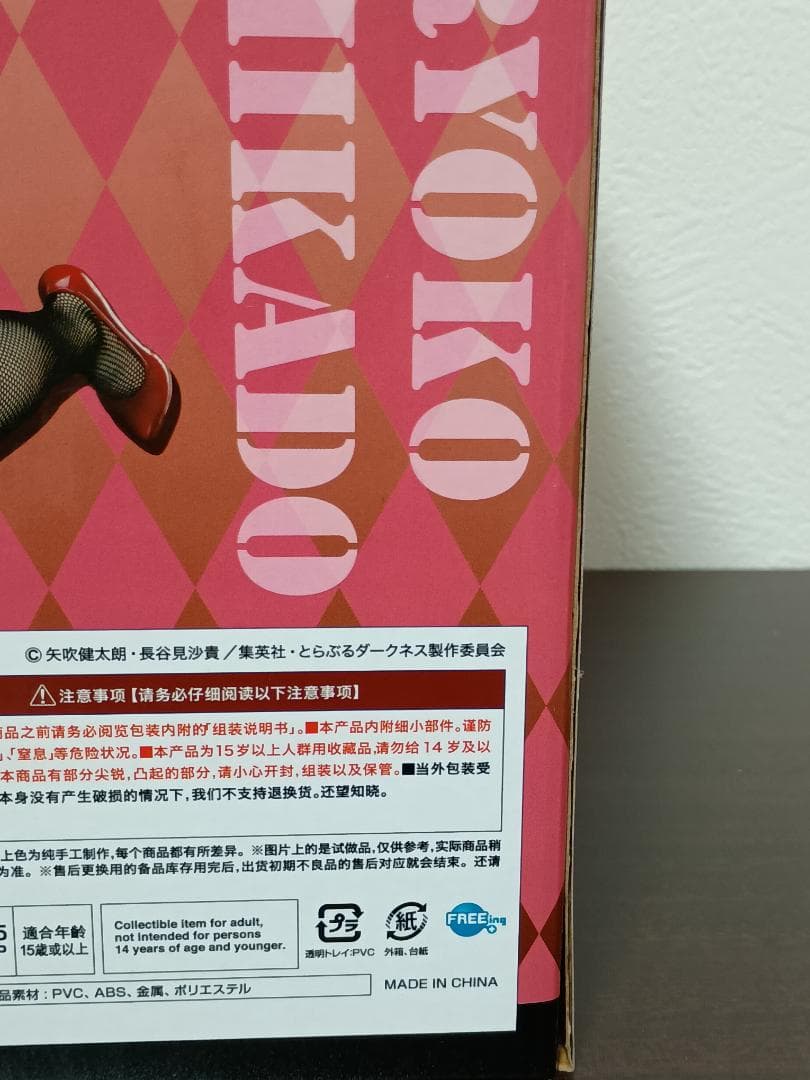 RYOKO
MIKADO
©矢吹健太朗・長谷見沙貴／集英社・とらぶるダークネス製作委員会
注意事项【请务必仔细阅读以下注意事项】
商品之前请务必阅览包装内附的「组装说明书」。■本产品内附细小部件。谨防
」、「窒息」等危险状况。■本产品为15岁以上人群用收藏品,请勿给14岁及以
本商品有部分尖锐,凸起的部分,请小心开封,组装以及保管。■当外包装受
本身没有产生破损的情况下,我们不支持退换货。还望知晓。
上色为纯手工制作,每个商品都有所差异。※图片上的是试做品,仅供参考,实际商品稍
为准。※售后更换用的备品库存用完后,出货初期不良品的售后对应就会结束。还请
適合年齢
15歳或以上
Collectible item for adult,
not intended for persons
14 years of age and younger.
プラ
透明トレイ:PVC
紙
外箱、台紙
FREEing
品素材：PVC、ABS、金属、ポリエステル
MADE IN CHINA